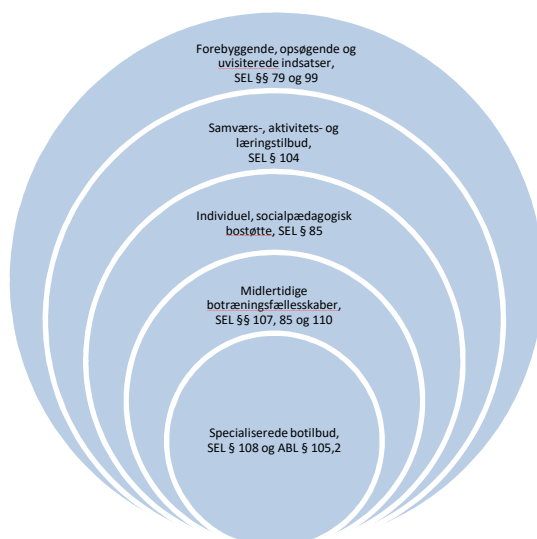 Forebyggende, opsøgende og
uvisiterede indsatser,
SEL §§ 79 og 99
Samværs-, aktivitets- og
læringstilbud,
SEL § 104
Individuel, socialpædagogisk
bostøtte, SEL § 85
Midlertidige
botræningsfællesskaber,
SEL §§ 107, 85 og 110
Specialiserede botilbud,
SEL § 108 og ABL § 105,2